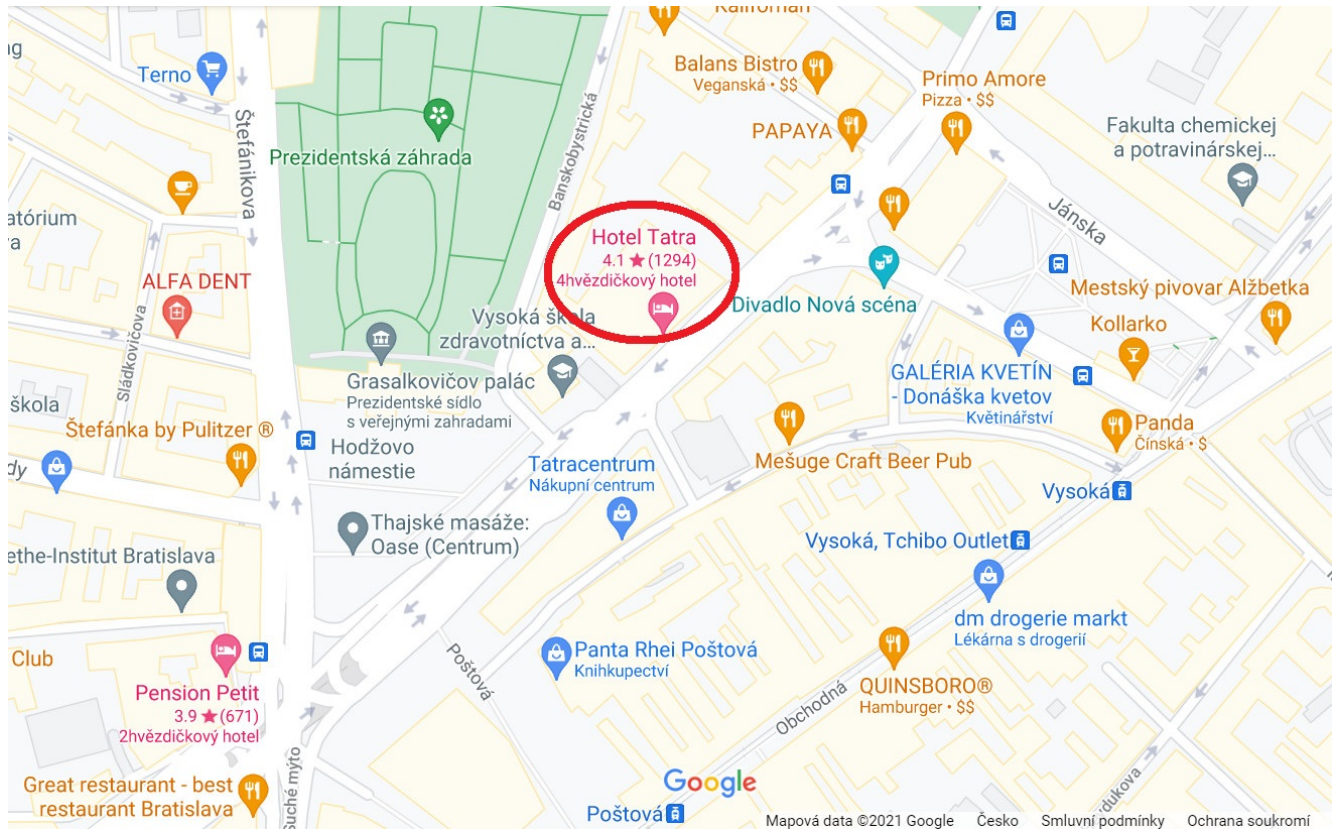 Kaliforňan
ng
Terno
Štefánikova
Prezidentská záhrada
Banskobystrická
Balans Bistro
Veganská • $$
PAPAYA
Primo Amore
Pizza • $$
Fakulta chemickej
a potravinárskej...
Jánska
atórium
va
ALFA DENT
Sládkovičova
Hotel Tatra
4.1 ★ (1294)
4hvězdičkový hotel
Divadlo Nová scéna
Mestský pivovar Alžbetka
Kollarko
Vysoká škola
zdravotníctva a...
Grasalkovičov palác
Prezidentské sídlo
s veřejnými zahradami
GALÉRIA KVETÍN
- Donáška kvetov
Květinářství
škola
Štefánka by Pulitzer ®
Hodžovo
námestie
Panda
Čínská • $
Mešuge Craft Beer Pub
dy
Tatracentrum
Nákupní centrum
Vysoká
Thajské masáže:
Oase (Centrum)
Vysoká, Tchibo Outlet
ethe-Institut Bratislava
dm drogerie markt
Lékárna s drogerií
Club
Poštová
Panta Rhei Poštová
Knihkupectví
Pension Petit
3.9 ★ (671)
2hvězdičkový hotel
QUINSBORO®
Hamburger • $$
Obchodná
Suché mýto
Great restaurant - best
restaurant Bratislava
Google
Poštová
dukova
Mapová data ©2021 Google Česko Smluvní podmínky Ochrana soukromí